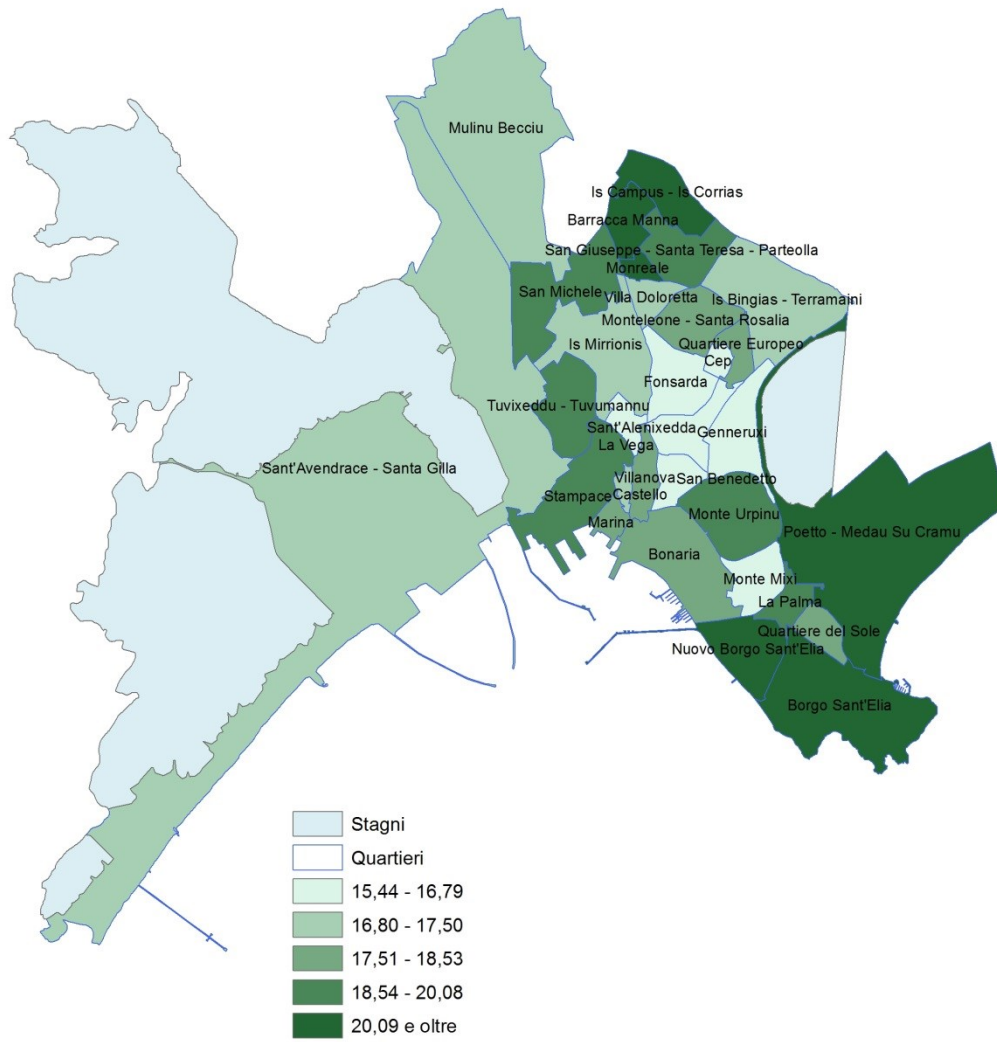 Mulinu Becciu
Is Campus - Is Corrias
Barracca Manna
San Giuseppe - Santa Teresa - Parteolla
Monreale
San Michele
Villa Doloretta
Is Bingias - Terramaini
Monteleone - Santa Rosalia
Is Mirrionis
Quartiere Europeo
Cep
Fonsarda
Tuvixeddu - Tuvumannu
Sant'Alenixedda
Genneruxi
La Vega
Sant'Avendrace - Santa Gilla
Villanova
San Benedetto
Castello
Stampace
Monte Urpinu
Marina
Poetto - Medau Su Cramu
Bonaria
Monte Mixi
La Palma
Quartiere del Sole
Nuovo Borgo Sant'Elia
Borgo Sant'Elia
Stagni
Quartieri
15,44 - 16,79
16,80 - 17,50
17,51 - 18,53
18,54 - 20,08
20,09 e oltre